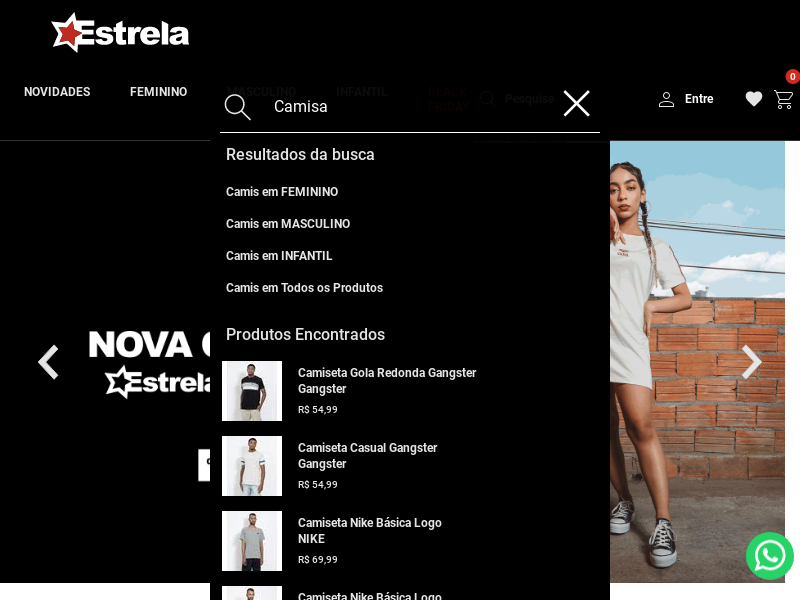 Estrela
NOVIDADES
FEMININO
MASCULINO
INFANTIL
BLACK
FRIDAY
Pesquise
Entre
0
Camisa
Resultados da busca
Camis em FEMININO
Camis em MASCULINO
Camis em INFANTIL
Camis em Todos os Produtos
Produtos Encontrados
NOVA
Estrela
Camiseta Gola Redonda Gangster
Gangster
R$ 54,99
Camiseta Casual Gangster
Gangster
R$ 54,99
Camiseta Nike Básica Logo
NIKE
R$ 69,99
Camiseta Nike Básica Logo